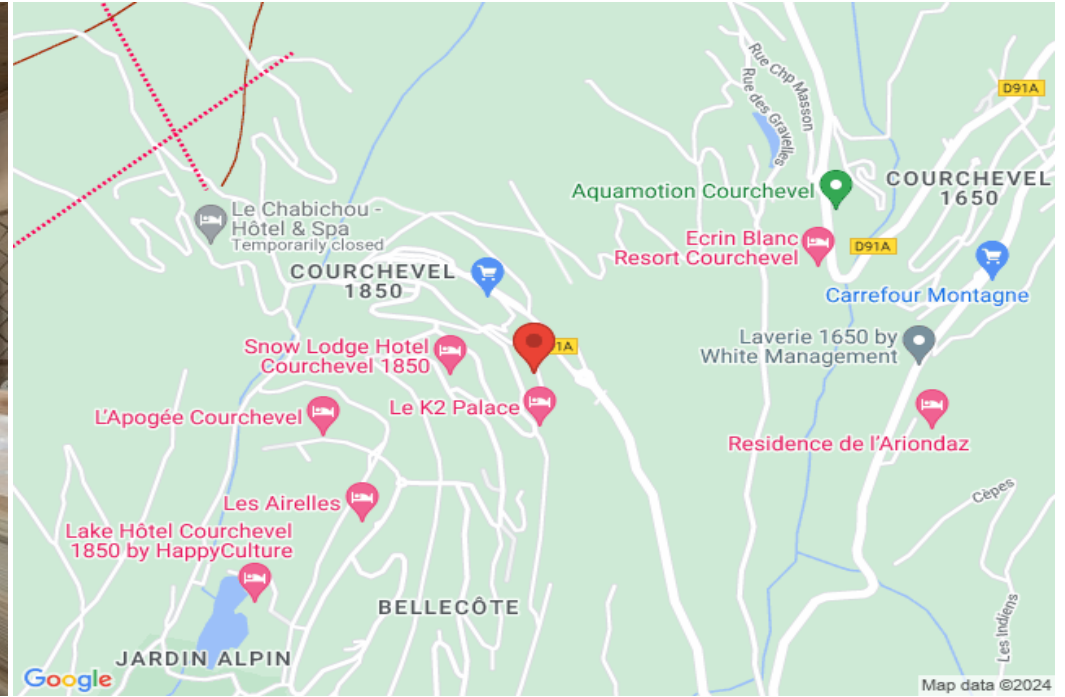 Rue Chp Masson
Rue des Gravelles
D91A
Aquamotion Courchevel
COURCHEVEL
1650
Le Chabichou -
Hôtel & Spa
Temporarily closed
Ecrin Blanc
Resort Courchevel
D91A
COURCHEVEL
1850
Carrefour Montagne
Snow Lodge Hotel
Courchevel 1850
1A
Laverie 1650 by
White Management
L'Apogée Courchevel
Le K2 Palace
Residence de l'Ariondaz
Les Airelles
Cèpes
Lake Hôtel Courchevel
1850 by HappyCulture
BELLECÔTE
Les Indiens
JARDIN ALPIN
Google
Map data ©2024